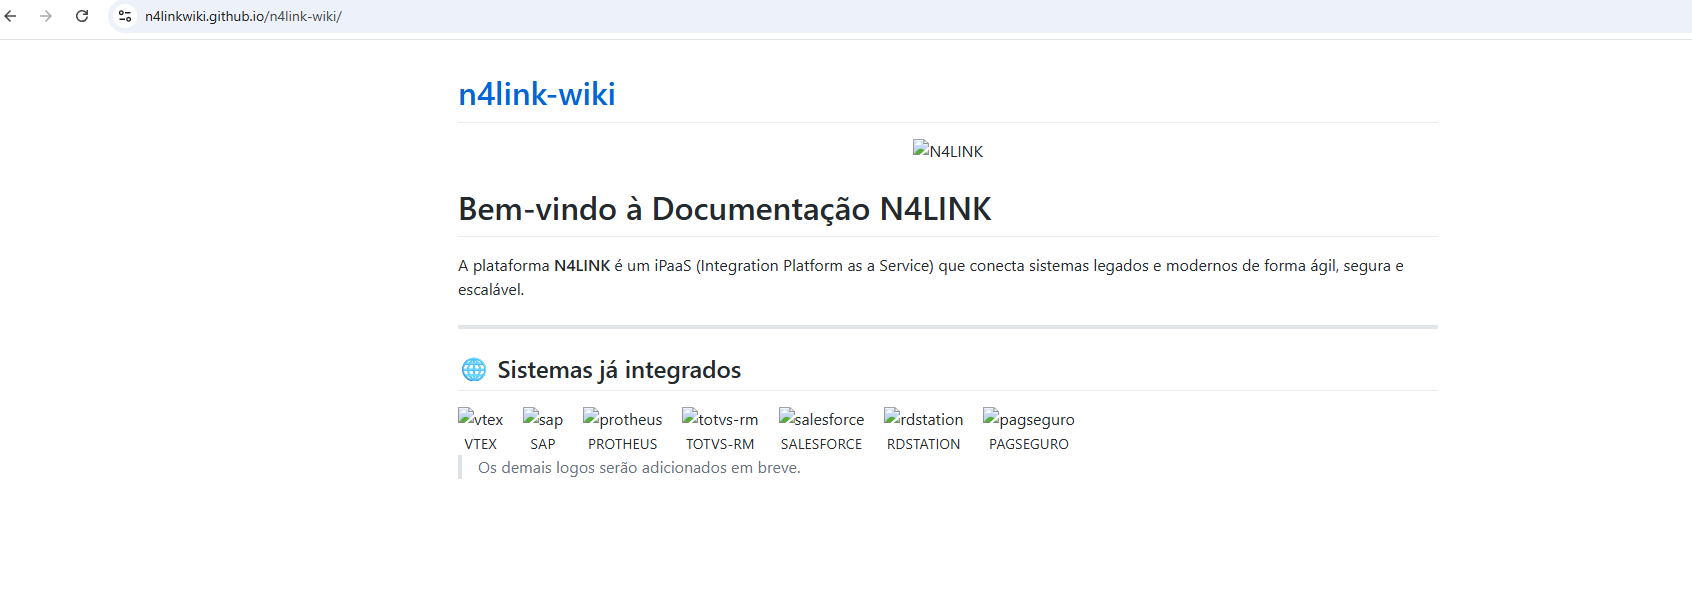 n4linkwiki.github.io/n4link-wiki/
n4link-wiki
N4LINK
Bem-vindo à Documentação N4LINK
A plataforma N4LINK é um iPaaS (Integration Platform as a Service) que conecta sistemas legados e modernos de forma ágil, segura e
escalável.
🌐 Sistemas já integrados
vtex sap protheus totvs-rm salesforce rdstation pagseguro
VTEX SAP PROTHEUS TOTVS-RM SALESFORCE RDSTATION PAGSEGURO
Os demais logos serão adicionados em breve.